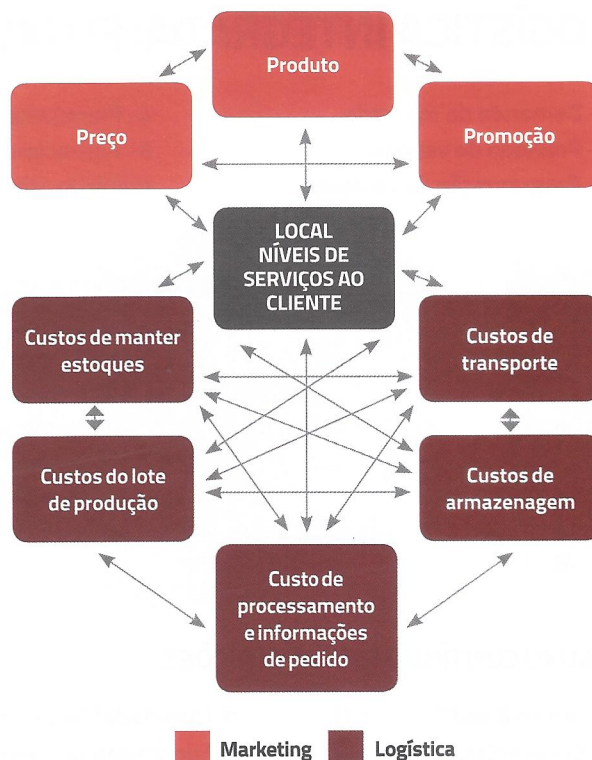 Produto
Preço
Promoção
LOCAL
NÍVEIS DE
SERVIÇOS AO
CLIENTE
Custos de manter
estoques
Custos de
transporte
Custos do lote
de produção
Custos de
armazenagem
Custo de
processamento
e informações
de pedido
Marketing
Logística